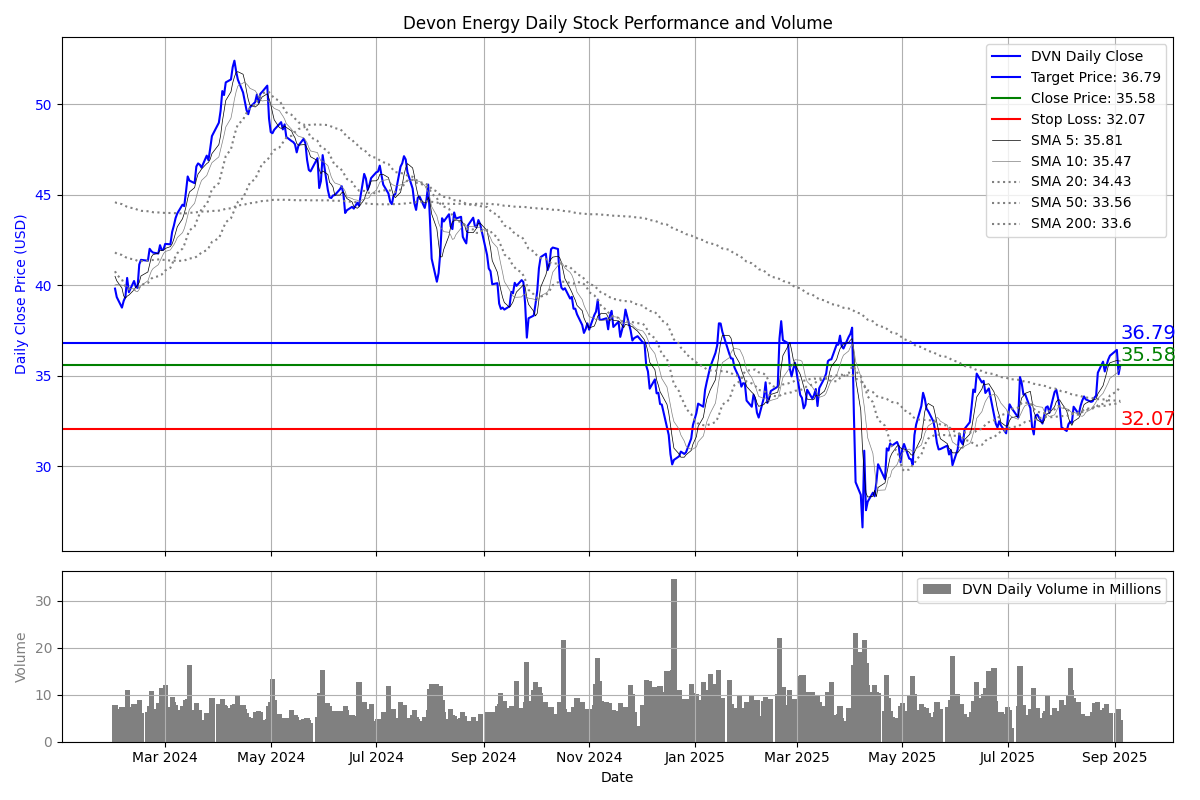 Devon Energy Daily Stock Performance and Volume
DVN Daily Close
Target Price: 36.79
Close Price: 35.58
Stop Loss: 32.07
SMA 5: 35.81
SMA 10: 35.47
SMA 20: 34.43
SMA 50: 33.56
SMA 200: 33.6
Daily Close Price (USD)
50
45
40
35
30
36.79
35.58
32.07
DVN Daily Volume in Millions
Volume
30
20
10
0
Mar 2024
May 2024
Jul 2024
Sep 2024
Nov 2024
Jan 2025
Mar 2025
May 2025
Jul 2025
Sep 2025
Date